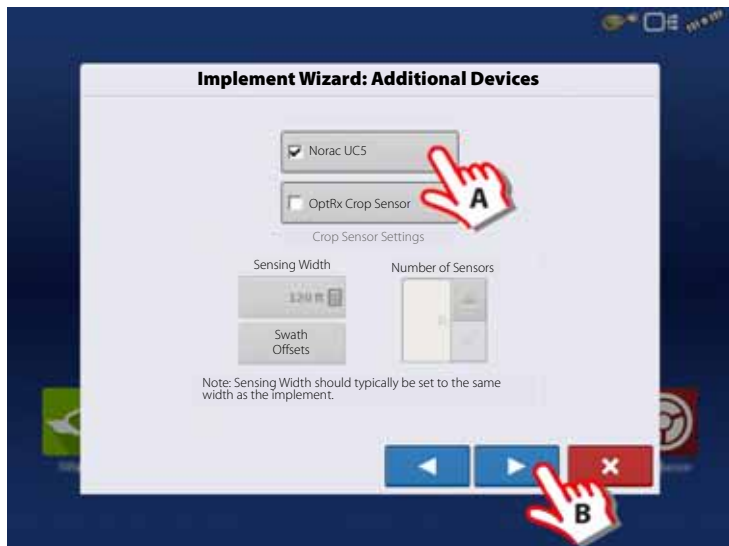 Implement Wizard: Additional Devices
Norac UC5
OptRx Crop Sensor
A
Crop Sensor Settings
Sensing Width
Number of Sensors
120 ft
Swath
Offsets
Note: Sensing Width should typically be set to the same
width as the implement.
B